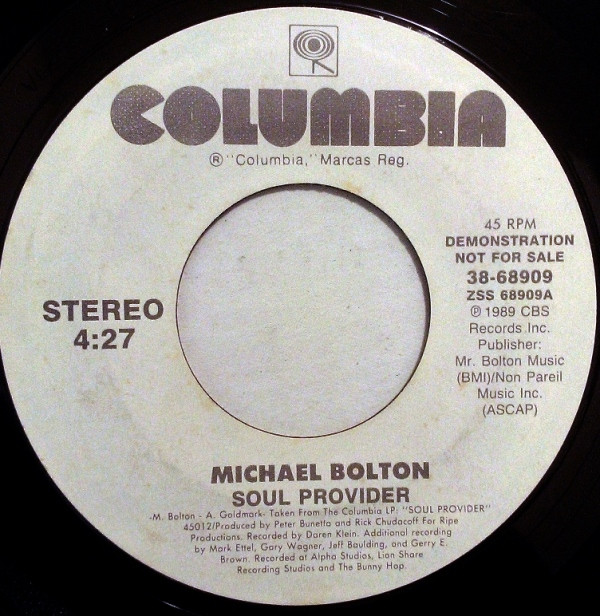 COLUMBIA
® "Columbia," Marcas Reg.
45 RPM
DEMONSTRATION
NOT FOR SALE
38-68909
ZSS 68909A
℗ 1989 CBS
Records Inc.
Publisher:
Mr. Bolton Music
(BMI)/Non Pareil
Music Inc.
(ASCAP)
STEREO
4:27
MICHAEL BOLTON
SOUL PROVIDER
-M. Bolton - A. Goldmark- Taken From The Columbia LP: "SOUL PROVIDER"
45012/Produced by Peter Bunetta and Rick Chudacoff For Ripe
Productions. Recorded by Daren Klein. Additional recording
by Mark Ettel, Gary Wagner, Jeff Baulding, and Gerry E.
Brown. Recorded at Alpha Studios, Lion Share
Recording Studios and The Bunny Hop.